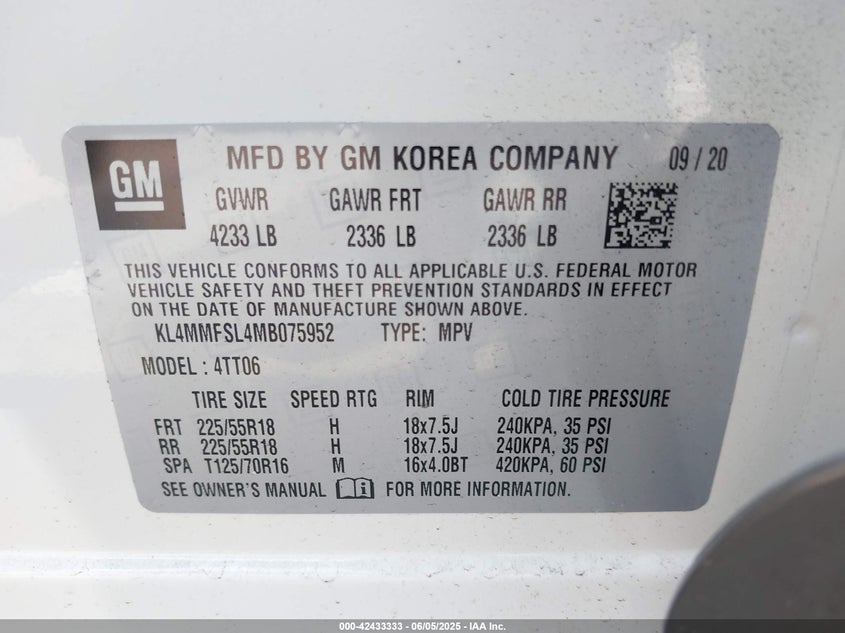 GM MFD BY GM KOREA COMPANY 09 / 20
GVWR GAWR FRT GAWR RR
4233 LB 2336 LB 2336 LB
THIS VEHICLE CONFORMS TO ALL APPLICABLE U.S. FEDERAL MOTOR
VEHICLE SAFETY AND THEFT PREVENTION STANDARDS IN EFFECT
ON THE DATE OF MANUFACTURE SHOWN ABOVE.
KL4MMFSL4MB075952 TYPE: MPV
MODEL : 4TT06
TIRE SIZE SPEED RTG RIM COLD TIRE PRESSURE
FRT 225/55R18 H 18x7.5J 240KPA, 35 PSI
RR 225/55R18 H 18x7.5J 240KPA, 35 PSI
SPA T125/70R16 M 16x4.0BT 420KPA, 60 PSI
SEE OWNER'S MANUAL FOR MORE INFORMATION.
000-42433333 - 06/05/2025 - IAA Inc.